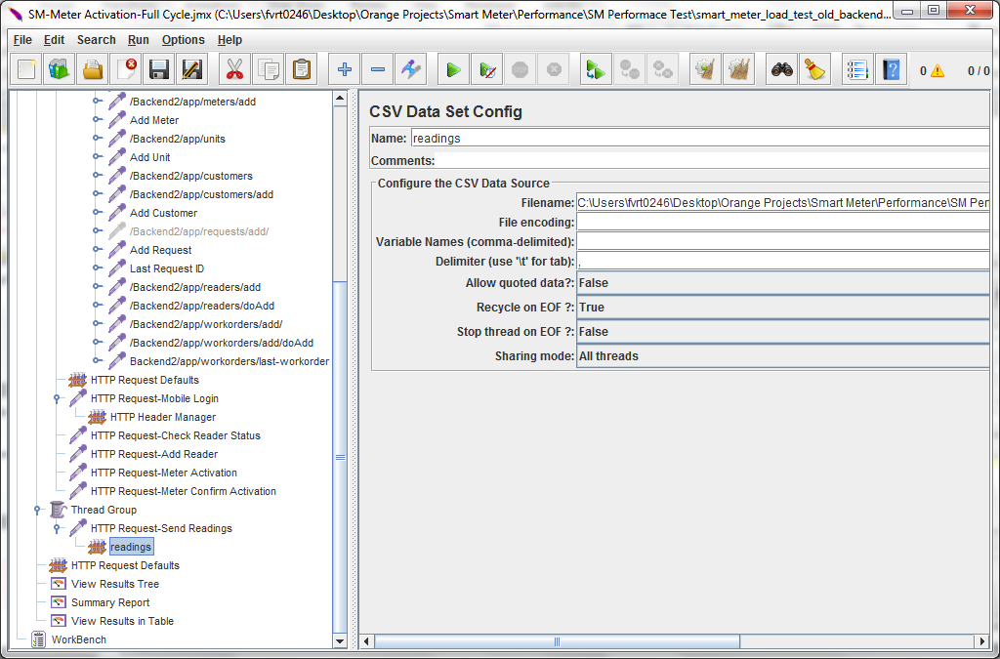 SM-Meter Activation-Full Cycle.jmx (C:\Users\fvrt0246\Desktop\Orange Projects\Smart Meter\Performance\SM Performace Test\smart_meter_load_test_old_backend...
File Edit Search Run Options Help
0 0 / 0
/Backend2/app/meters/add
Add Meter
/Backend2/app/units
Add Unit
/Backend2/app/customers
/Backend2/app/customers/add
Add Customer
/Backend2/app/requests/add/
Add Request
Last Request ID
/Backend2/app/readers/add
/Backend2/app/readers/doAdd
/Backend2/app/workorders/add/
/Backend2/app/workorders/add/doAdd
Backend2/app/workorders/last-workorder
HTTP Request Defaults
HTTP Request-Mobile Login
HTTP Header Manager
HTTP Request-Check Reader Status
HTTP Request-Add Reader
HTTP Request-Meter Activation
HTTP Request-Meter Confirm Activation
Thread Group
HTTP Request-Send Readings
readings
HTTP Request Defaults
View Results Tree
Summary Report
View Results in Table
WorkBench
CSV Data Set Config
Name: readings
Comments:
Configure the CSV Data Source
Filename: C:\Users\fvrt0246\Desktop\Orange Projects\Smart Meter\Performance\SM Perf
File encoding:
Variable Names (comma-delimited):
Delimiter (use '\t' for tab): ,
Allow quoted data?: False
Recycle on EOF ?: True
Stop thread on EOF ?: False
Sharing mode: All threads